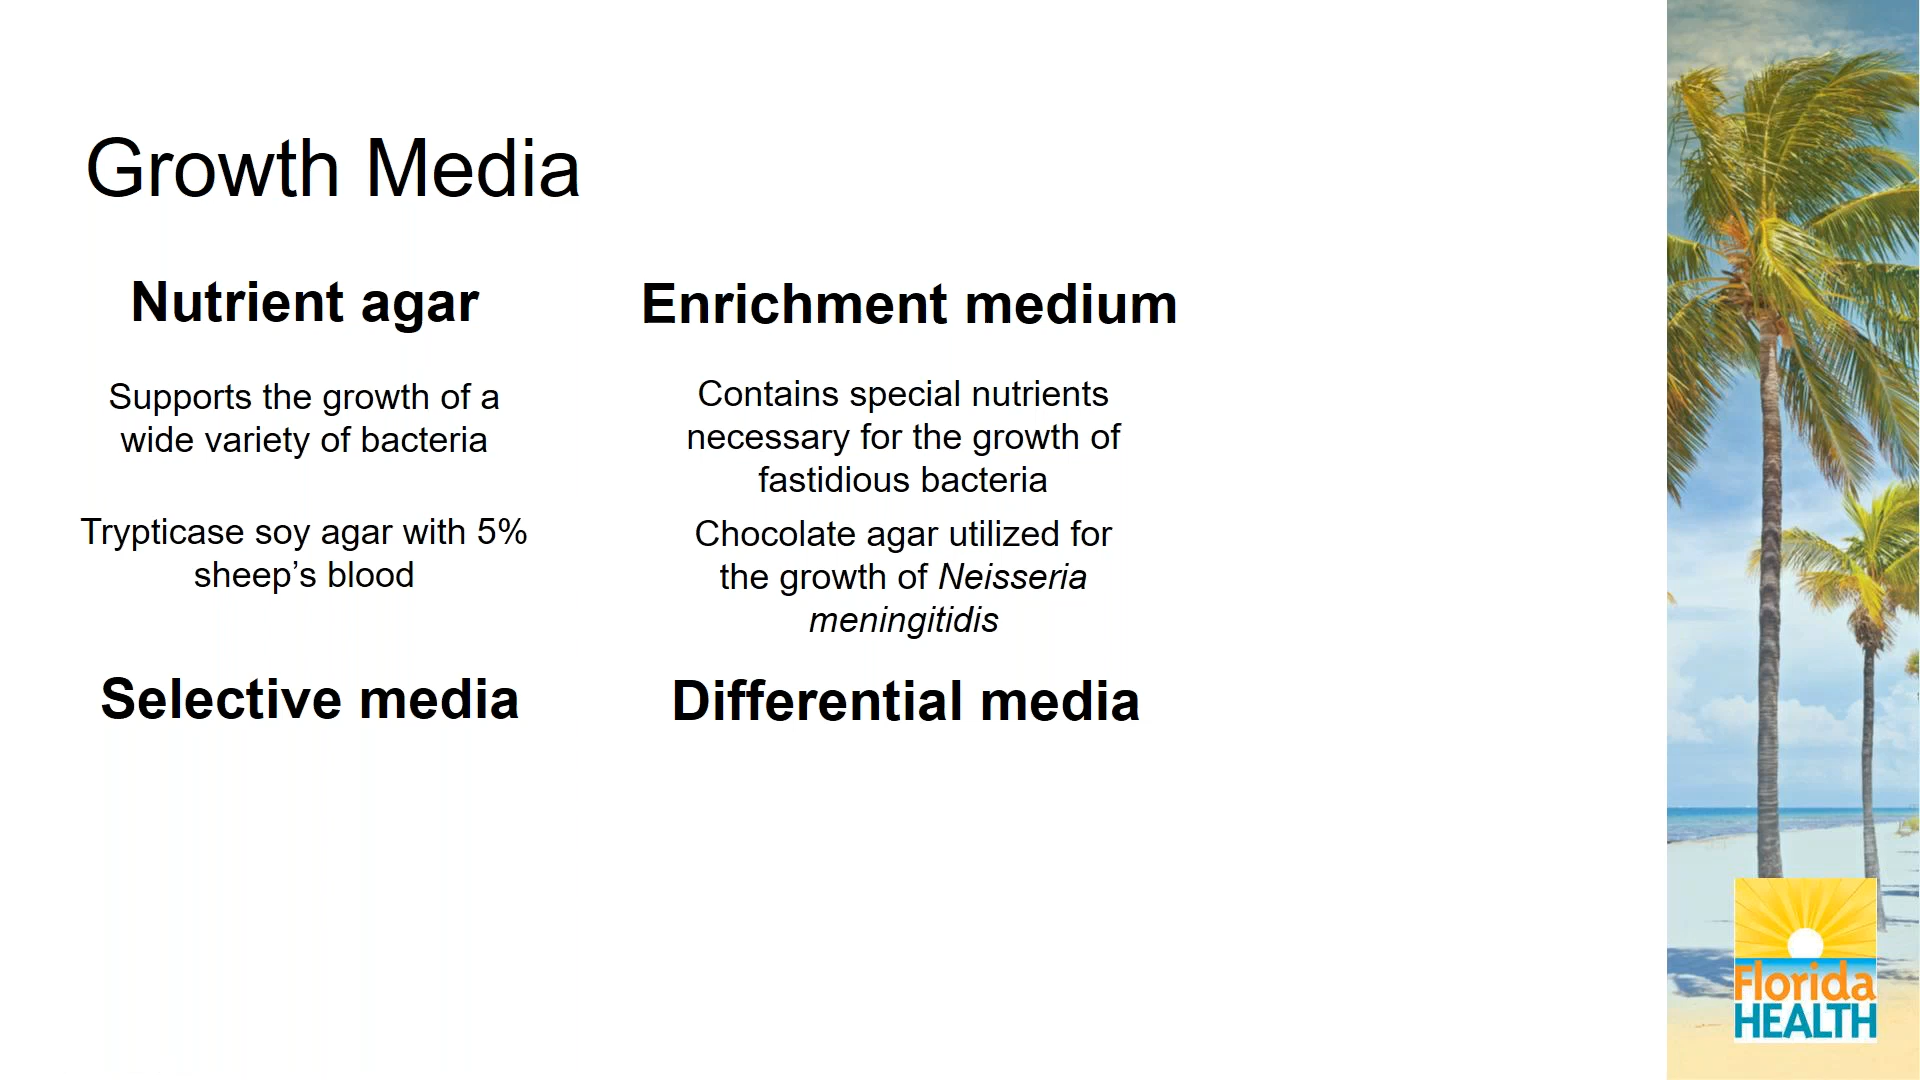 Growth Media
Nutrient agar
Supports the growth of a
wide variety of bacteria
Trypticase soy agar with 5%
sheep’s blood
Enrichment medium
Contains special nutrients
necessary for the growth of
fastidious bacteria
Chocolate agar utilized for
the growth of Neisseria
meningitidis
Selective media
Differential media
Florida
HEALTH